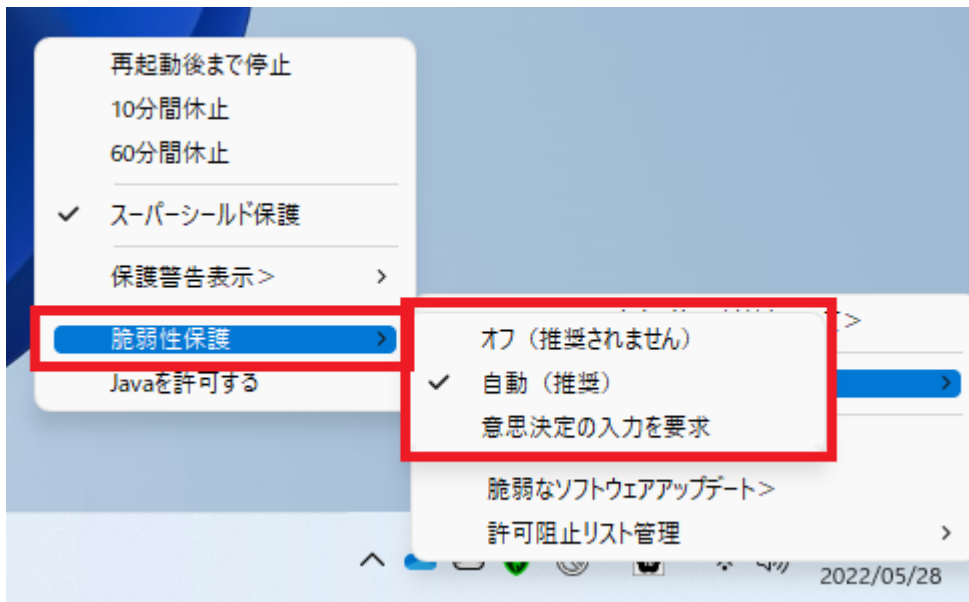 再起動後まで停止
10分間休止
60分間休止
スーパーシールド保護
保護警告表示＞
脆弱性保護
Javaを許可する
オフ（推奨されません）
自動（推奨）
意思決定の入力を要求
脆弱なソフトウェアアップデート＞
許可阻止リスト管理
2022/05/28